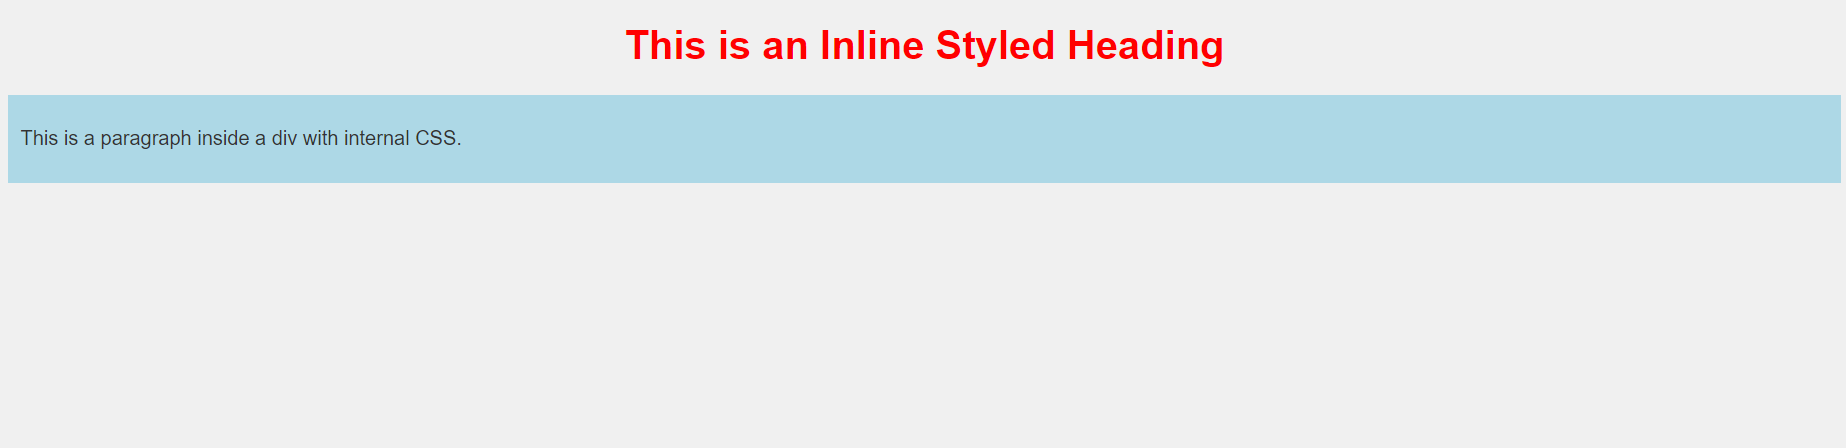 This is an Inline Styled Heading
This is a paragraph inside a div with internal CSS.